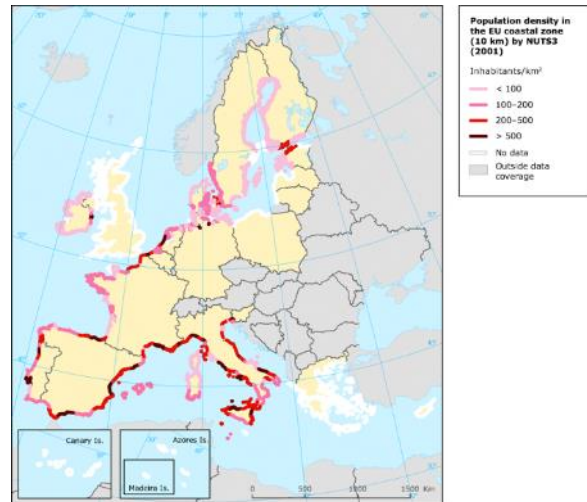 Population density in
the EU coastal zone
(10 km) by NUTS3
(2001)
Inhabitants/km²
< 100
100–200
200–500
> 500
No data
Outside data
coverage
Canary Is.
Azores Is.
Madeira Is.
0 500 1000 1500 Km